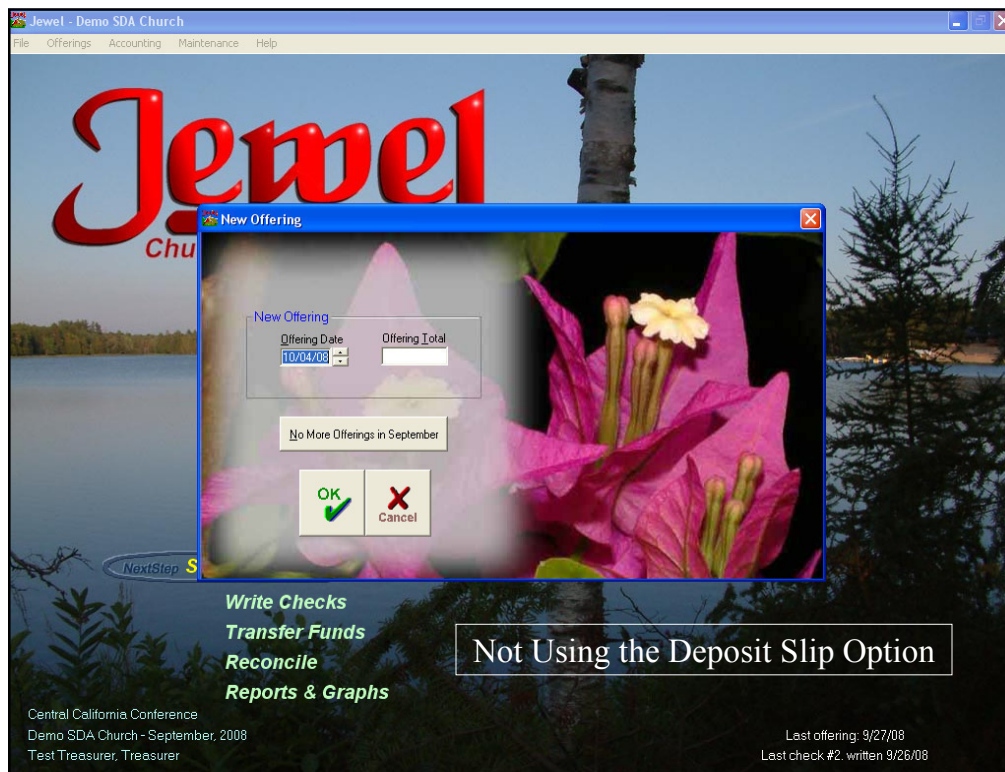 Jewel - Demo SDA Church
File Offerings Accounting Maintenance Help
Jewel
Chu
New Offering
New Offering
Offering Date Offering Total
10/04/08
No More Offerings in September
OK Cancel
NextStep S
Write Checks
Transfer Funds
Reconcile
Reports & Graphs
Not Using the Deposit Slip Option
Central California Conference
Demo SDA Church - September, 2008
Test Treasurer, Treasurer
Last offering: 9/27/08
Last check #2. written 9/26/08